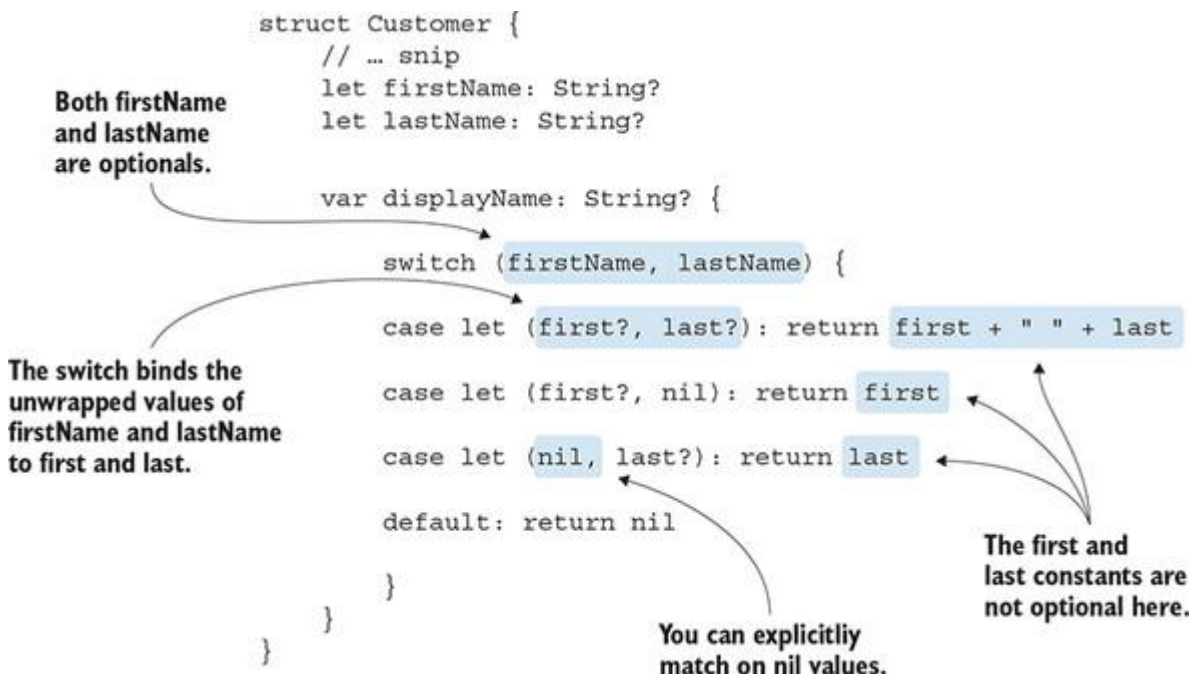 struct Customer {
// … snip
let firstName: String?
let lastName: String?
Both firstName
and lastName
are optionals.
var displayName: String? {
switch (firstName, lastName) {
case let (first?, last?): return first + " " + last
The switch binds the
unwrapped values of
firstName and lastName
to first and last.
case let (first?, nil): return first
case let (nil, last?): return last
default: return nil
The first and
last constants are
not optional here.
}
}
}
You can explicitliy
match on nil values.